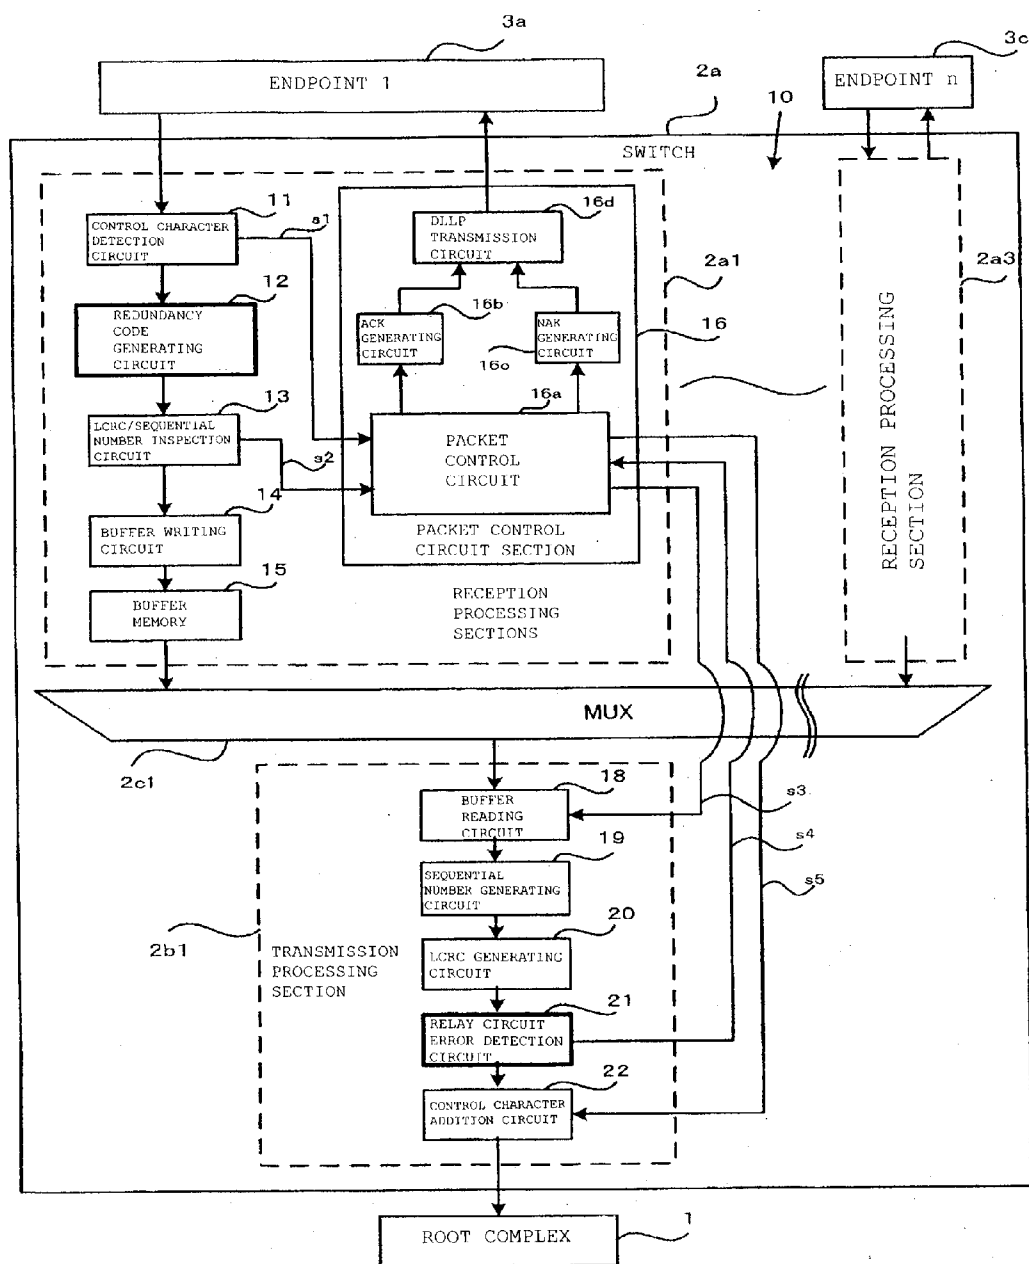 3a
3c
ENDPOINT 1
ENDPOINT n
2a
10
SWITCH
11
s1
CONTROL CHARACTER
DETECTION
CIRCUIT
16d
DLLP
TRANSMISSION
CIRCUIT
2a1
2a3
12
REDUNDANCY
CODE
GENERATING
CIRCUIT
16b
ACK
GENERATING
CIRCUIT
NAK
GENERATING
CIRCUIT
16c
16
13
LCRC/SEQUENTIAL
NUMBER INSPECTION
CIRCUIT
s2
16a
PACKET
CONTROL
CIRCUIT
RECEPTION PROCESSING
SECTION
14
BUFFER WRITING
CIRCUIT
PACKET CONTROL
CIRCUIT SECTION
15
BUFFER
MEMORY
RECEPTION
PROCESSING
SECTIONS
MUX
2c1
18
BUFFER
READING
CIRCUIT
s3
19
SEQUENTIAL
NUMBER GENERATING
CIRCUIT
s4
s5
20
LCRC GENERATING
CIRCUIT
2b1
TRANSMISSION
PROCESSING
SECTION
21
RELAY CIRCUIT
ERROR DETECTION
CIRCUIT
22
CONTROL CHARACTER
ADDITION CIRCUIT
ROOT COMPLEX
1